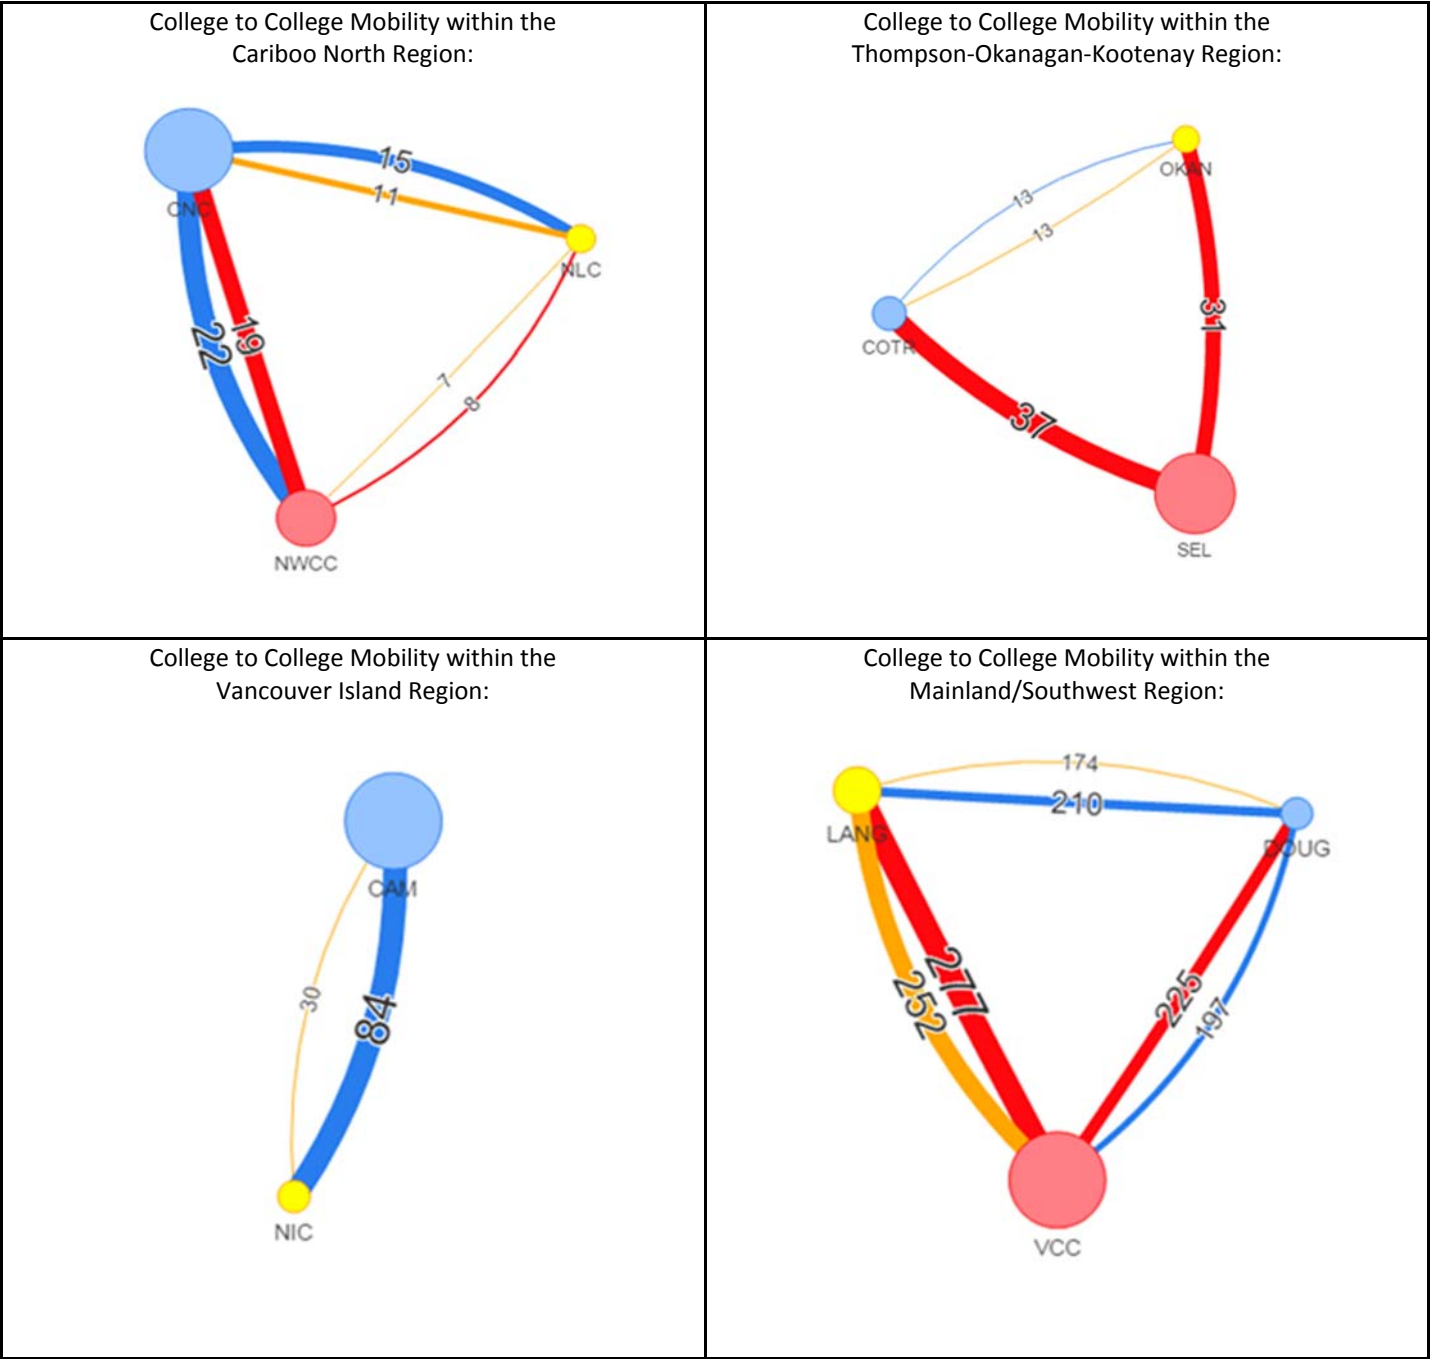 College to College Mobility within the
Cariboo North Region:
CNC
15
11
NLC
22
19
7
8
NWCC
College to College Mobility within the
Thompson-Okanagan-Kootenay Region:
OKAN
13
13
COTR
31
37
SEL
College to College Mobility within the
Vancouver Island Region:
CAM
30
84
NIC
College to College Mobility within the
Mainland/Southwest Region:
174
210
LANG
DOUG
277
252
225
197
VCC